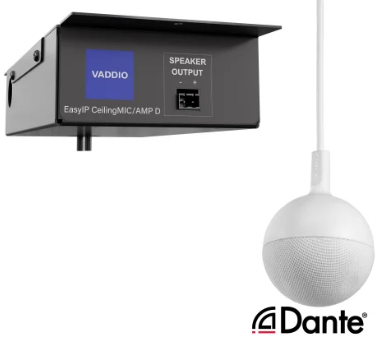 VADDIO
SPEAKER
OUTPUT
- +
EasyIP CeilingMIC/AMP D
Dante®